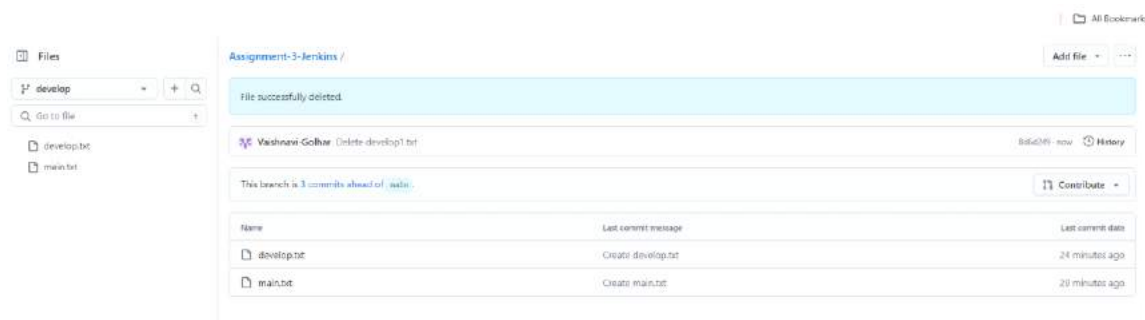 All Bookmark
Files
Assignment-3-Jenkins /
Add file
develop
File successfully deleted.
Go to file
develop.txt
Vaishnavi-Golhar Delete develop1.txt
now History
main.txt
This branch is 3 commits ahead of main.
Contribute
Name Last commit message Last commit date
develop.txt Create develop.txt 24 minutes ago
main.txt Create main.txt minutes ago